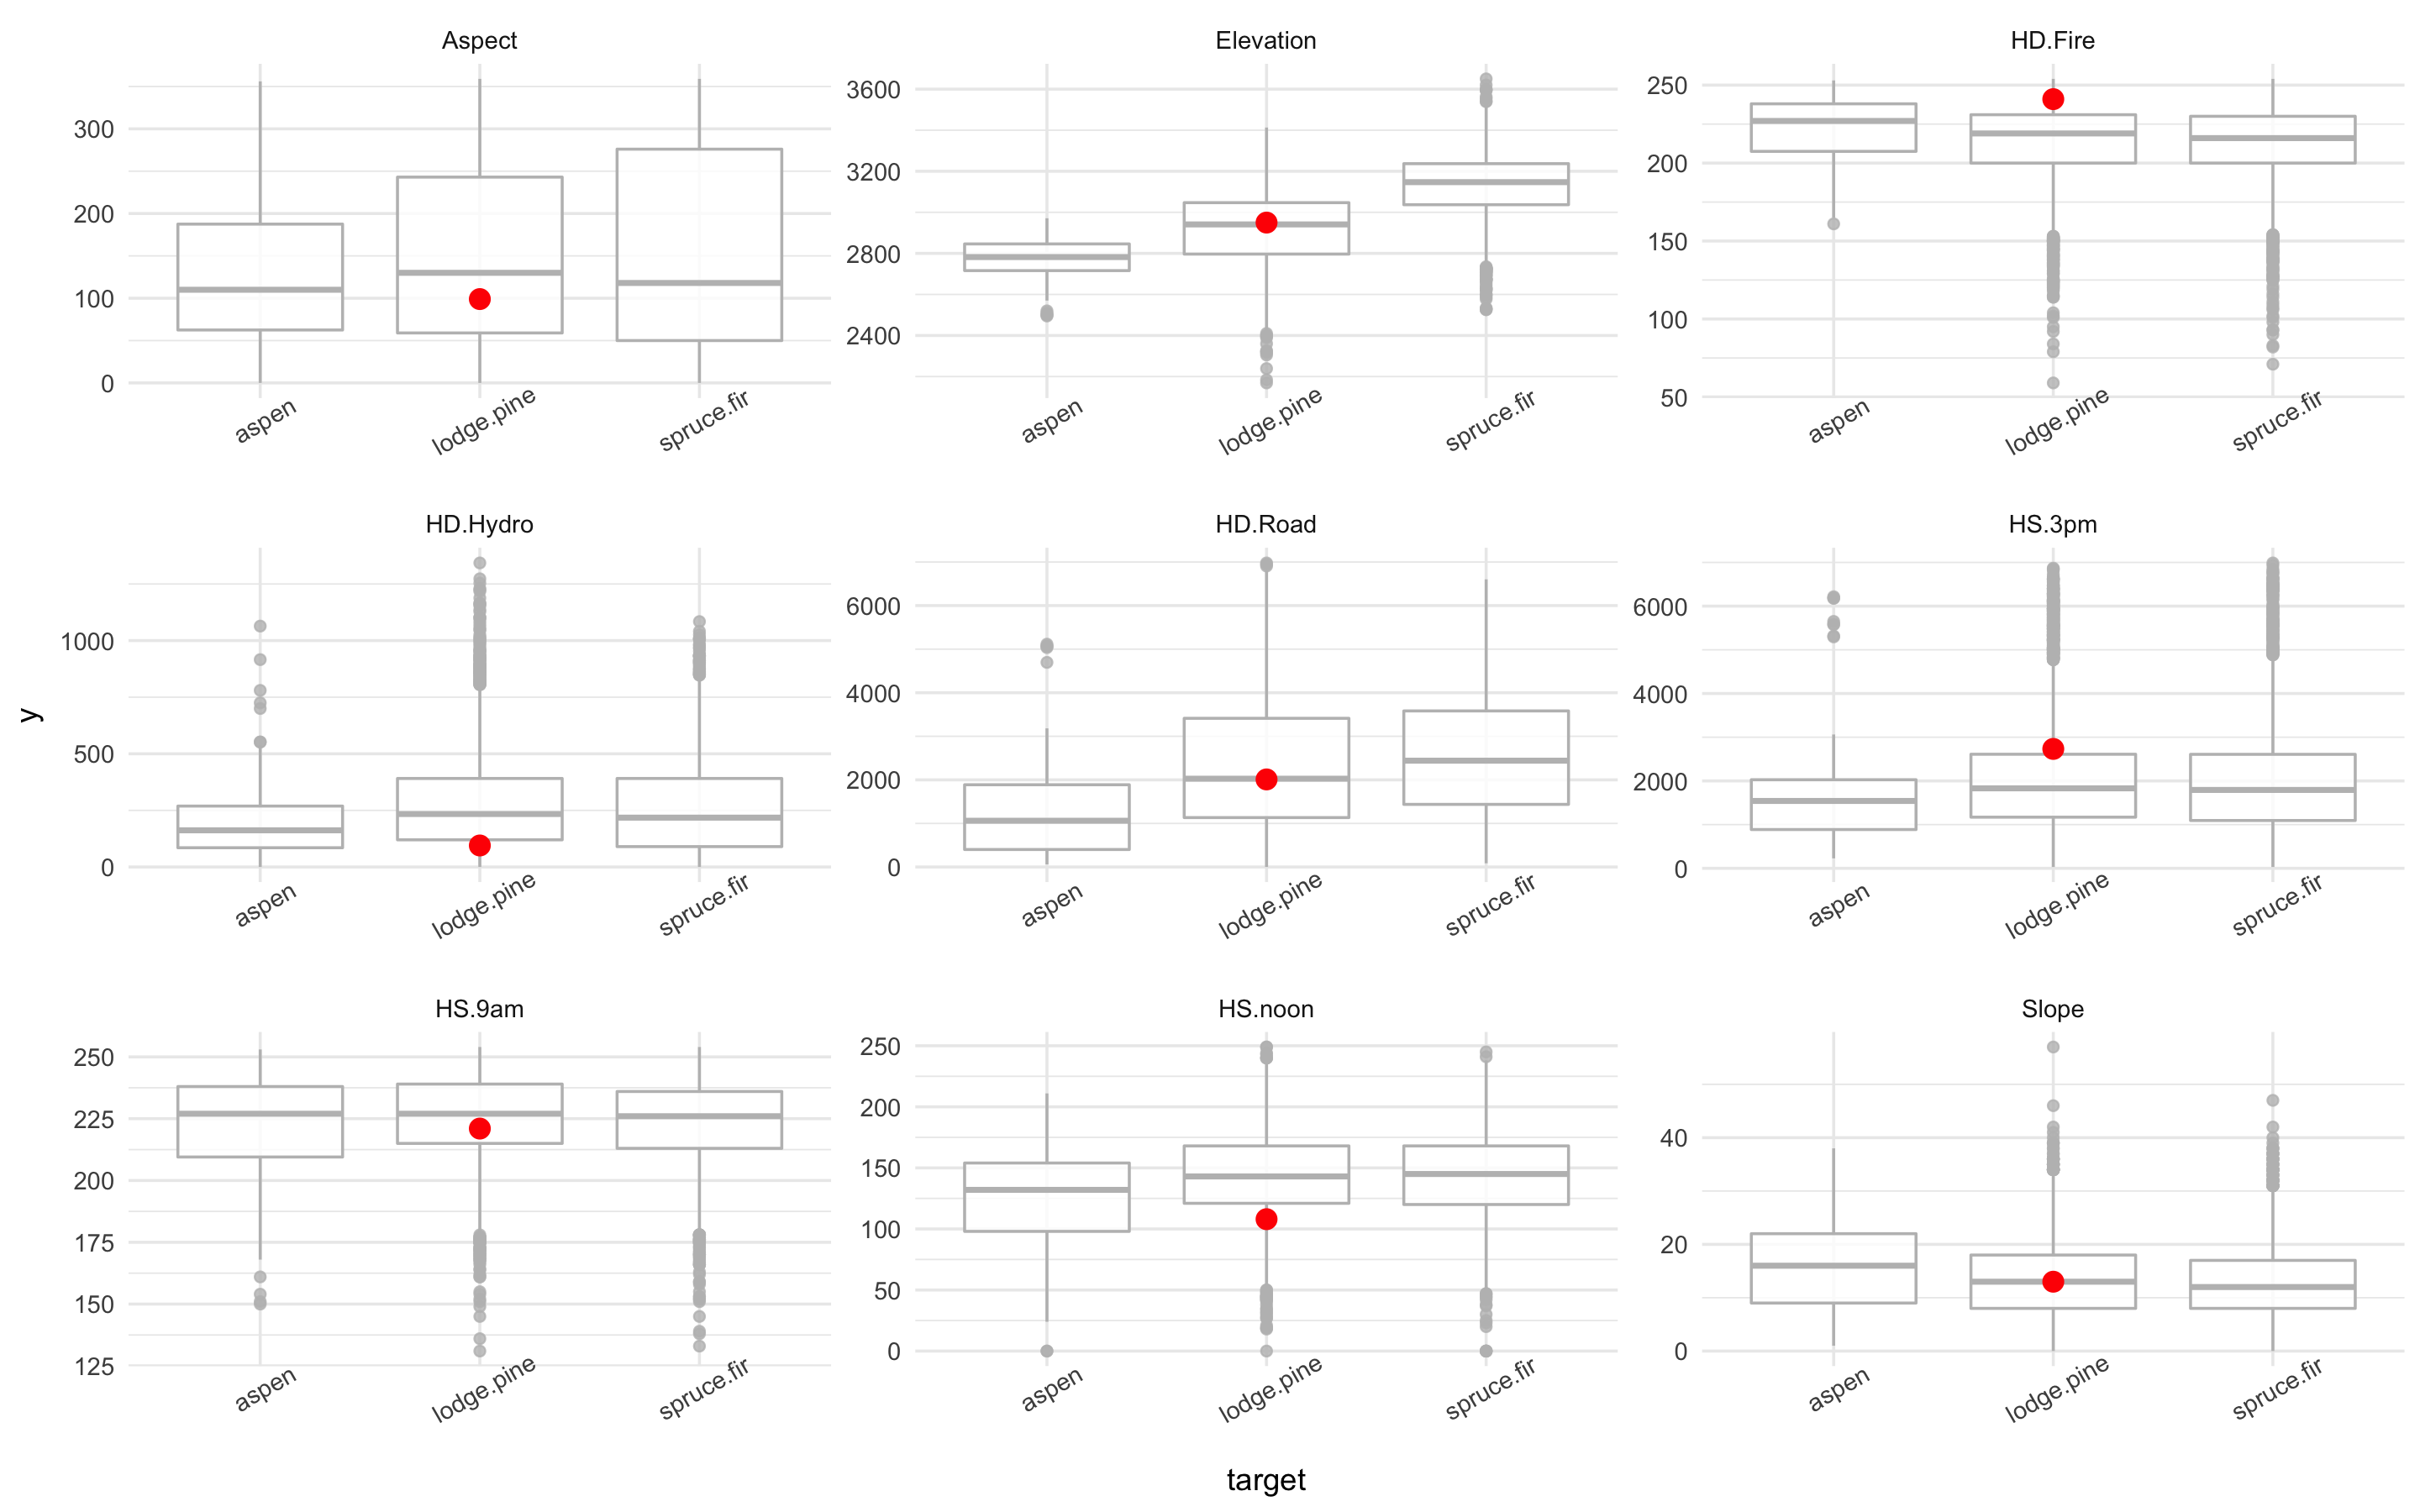 Aspect
Elevation
HD.Fire
300
200
100
0
3600
3200
2800
2400
250
200
150
100
50
aspen
lodge.pine
spruce.fir
aspen
lodge.pine
spruce.fir
aspen
lodge.pine
spruce.fir
HD.Hydro
HD.Road
HS.3pm
1000
500
0
6000
4000
2000
0
6000
4000
2000
0
aspen
lodge.pine
spruce.fir
aspen
lodge.pine
spruce.fir
aspen
lodge.pine
spruce.fir
y
HS.9am
HS.noon
Slope
250
225
200
175
150
125
250
200
150
100
50
0
40
20
0
aspen
lodge.pine
spruce.fir
aspen
lodge.pine
spruce.fir
aspen
lodge.pine
spruce.fir
target